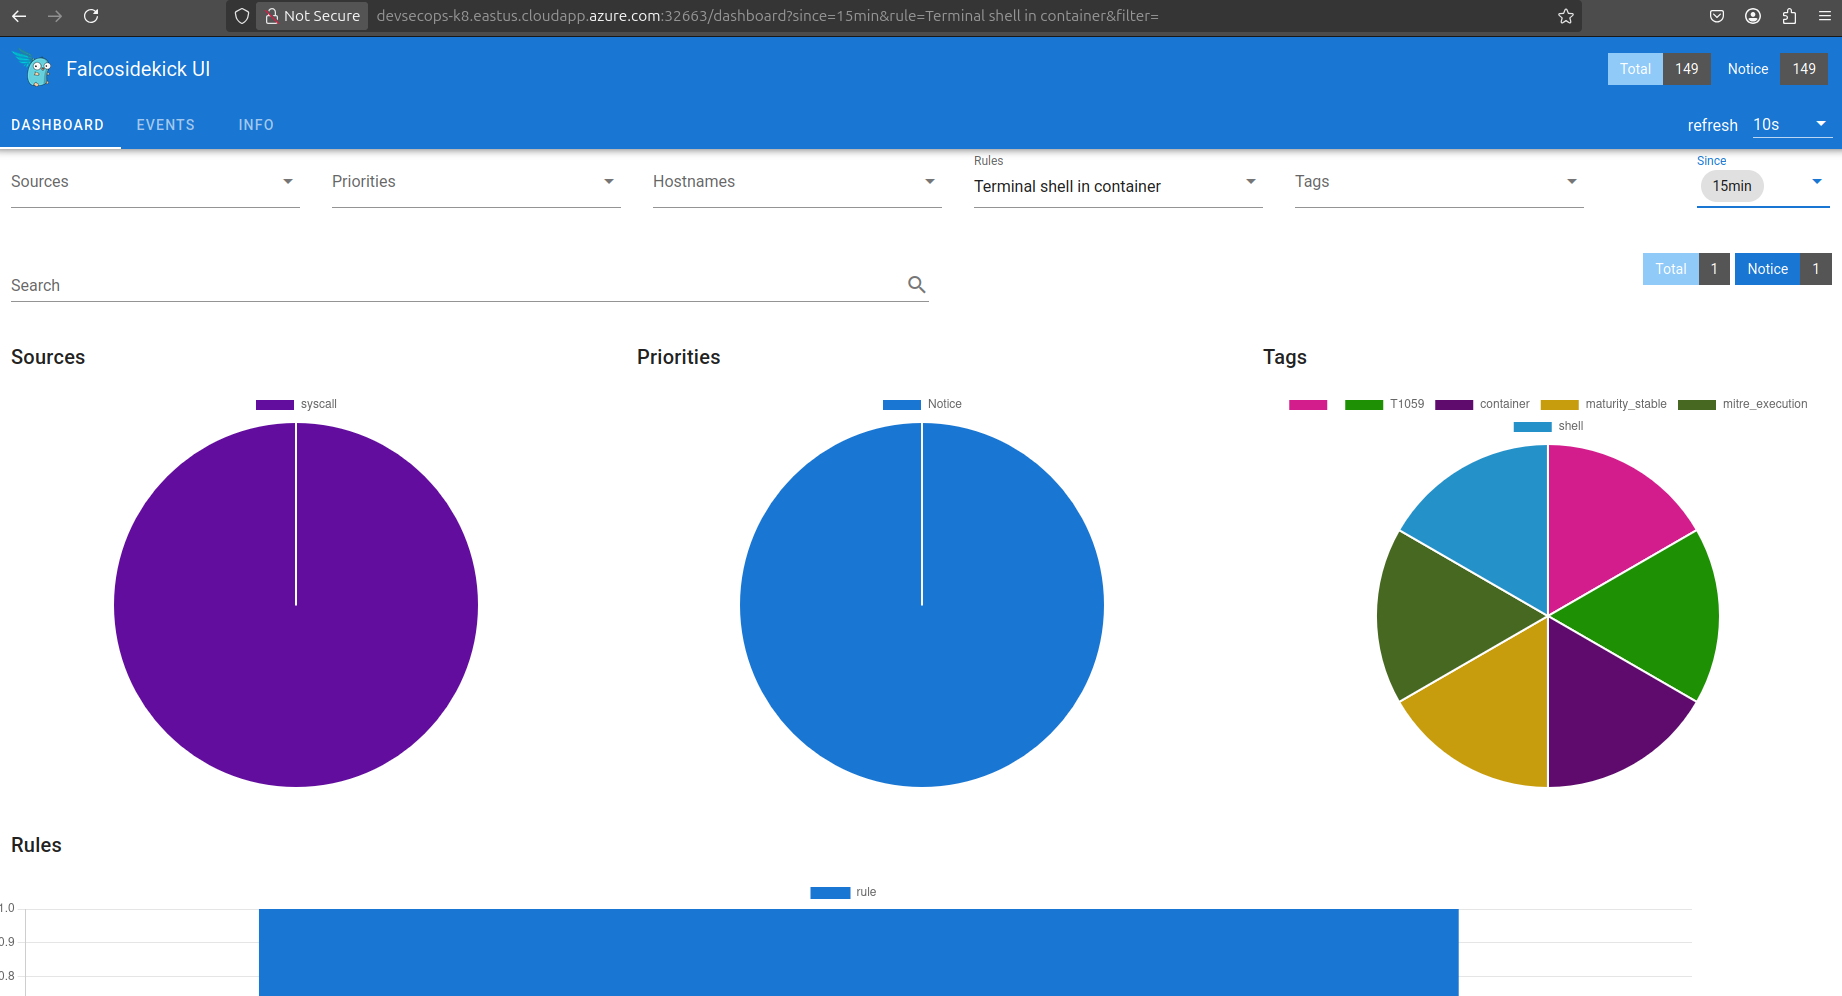 Not Secure devsecops-k8.eastus.cloudapp.azure.com:32663/dashboard?since=15min&rule=Terminal shell in container&filter=
Falcosidekick UI
Total 149 Notice 149
DASHBOARD EVENTS INFO
refresh 10s
Rules
Since
Sources Priorities Hostnames Terminal shell in container Tags 15min
Search
Total 1 Notice 1
Sources Priorities Tags
syscall
Notice
T1059 container maturity_stable mitre_execution
shell
Rules
rule
1.0
0.9
0.8